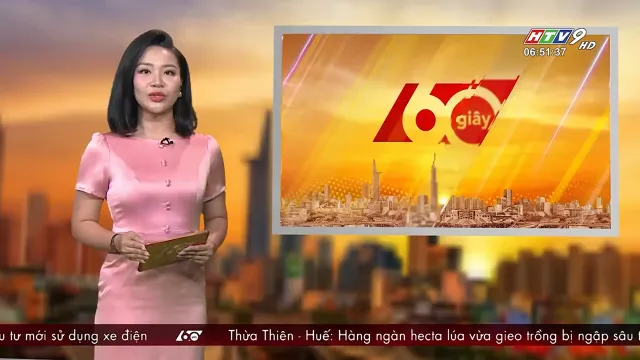 HTV9 HD
06:51:37
60
giây
u tư mới sử dụng xe điện 60 Thừa Thiên - Huế: Hàng ngàn hecta lúa vừa gieo trồng bị ngập sâu